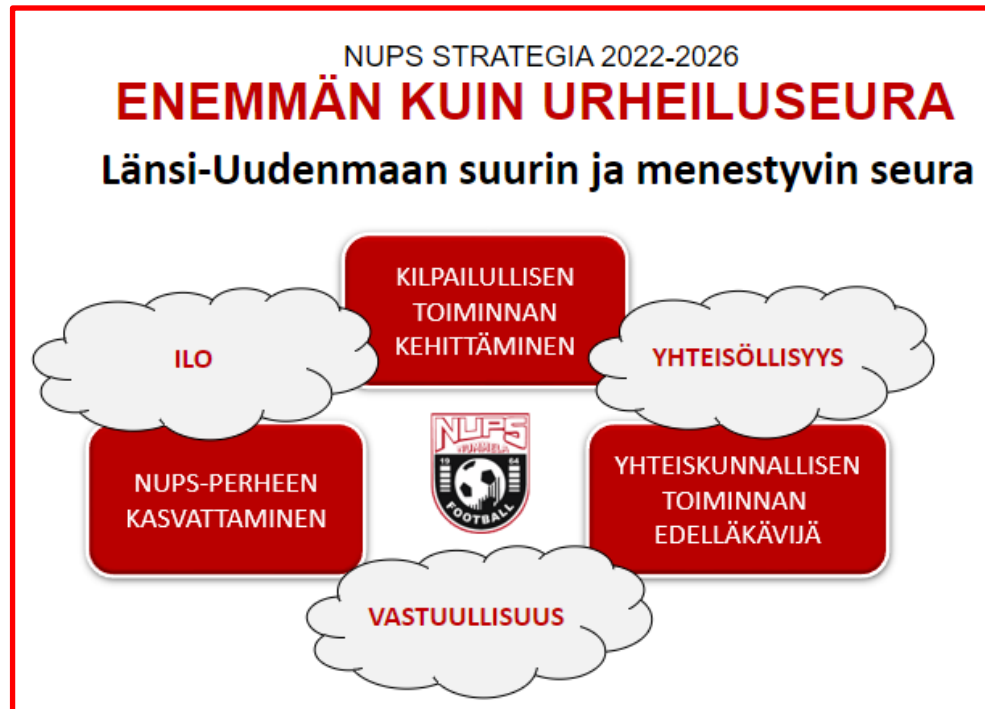 NUPS STRATEGIA 2022-2026
ENEMMÄN KUIN URHEILUSEURA
Länsi-Uudenmaan suurin ja menestyvin seura
KILPAILULLISEN
TOIMINNAN
KEHITTÄMINEN
ILO
YHTEISÖLLISYYS
NUPS
NUMMELA
19 64
FOOTBALL
NUPS-PERHEEN
KASVATTAMINEN
YHTEISKUNNALLISEN
TOIMINNAN
EDELLÄKÄVIJÄ
VASTUULLISUUS